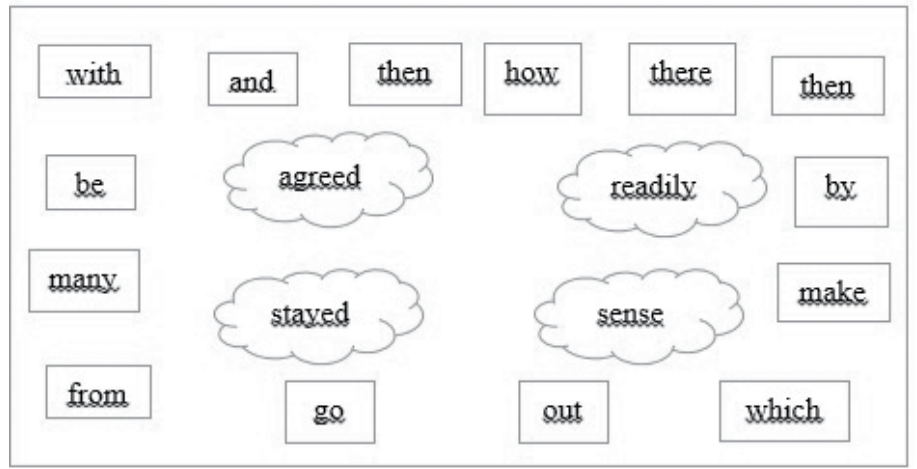 with and then how there then
agreed readily
be by
many make
stayed sense
from go out which